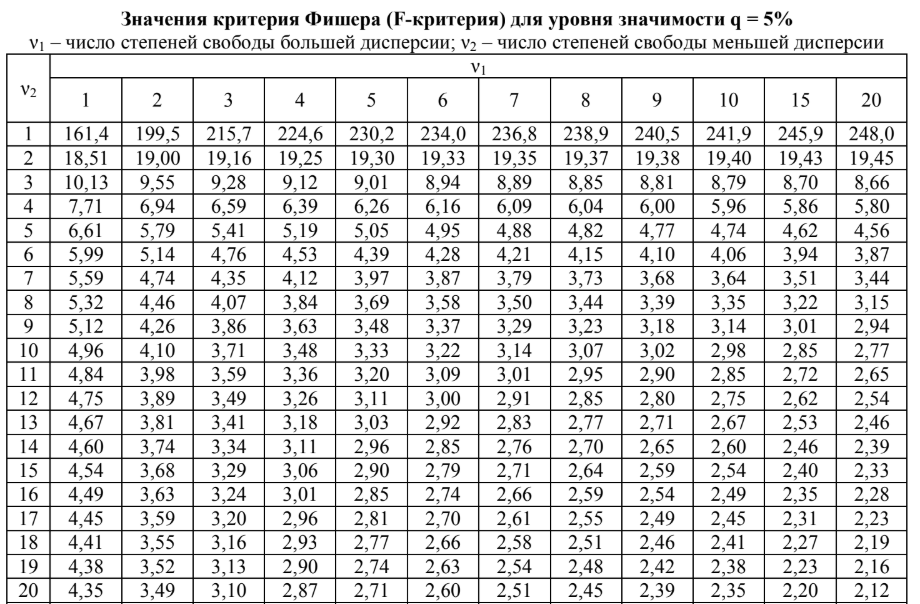 Значения критерия Фишера (F-критерия) для уровня значимости q = 5%
ν₁ – число степеней свободы большей дисперсии; ν₂ – число степеней свободы меньшей дисперсии
ν₂ ν₁
1 2 3 4 5 6 7 8 9 10 15 20
1 161,4 199,5 215,7 224,6 230,2 234,0 236,8 238,9 240,5 241,9 245,9 248,0
2 18,51 19,00 19,16 19,25 19,30 19,33 19,35 19,37 19,38 19,40 19,43 19,45
3 10,13 9,55 9,28 9,12 9,01 8,94 8,89 8,85 8,81 8,79 8,70 8,66
4 7,71 6,94 6,59 6,39 6,26 6,16 6,09 6,04 6,00 5,96 5,86 5,80
5 6,61 5,79 5,41 5,19 5,05 4,95 4,88 4,82 4,77 4,74 4,62 4,56
6 5,99 5,14 4,76 4,53 4,39 4,28 4,21 4,15 4,10 4,06 3,94 3,87
7 5,59 4,74 4,35 4,12 3,97 3,87 3,79 3,73 3,68 3,64 3,51 3,44
8 5,32 4,46 4,07 3,84 3,69 3,58 3,50 3,44 3,39 3,35 3,22 3,15
9 5,12 4,26 3,86 3,63 3,48 3,37 3,29 3,23 3,18 3,14 3,01 2,94
10 4,96 4,10 3,71 3,48 3,33 3,22 3,14 3,07 3,02 2,98 2,85 2,77
11 4,84 3,98 3,59 3,36 3,20 3,09 3,01 2,95 2,90 2,85 2,72 2,65
12 4,75 3,89 3,49 3,26 3,11 3,00 2,91 2,85 2,80 2,75 2,62 2,54
13 4,67 3,81 3,41 3,18 3,03 2,92 2,83 2,77 2,71 2,67 2,53 2,46
14 4,60 3,74 3,34 3,11 2,96 2,85 2,76 2,70 2,65 2,60 2,46 2,39
15 4,54 3,68 3,29 3,06 2,90 2,79 2,71 2,64 2,59 2,54 2,40 2,33
16 4,49 3,63 3,24 3,01 2,85 2,74 2,66 2,59 2,54 2,49 2,35 2,28
17 4,45 3,59 3,20 2,96 2,81 2,70 2,61 2,55 2,49 2,45 2,31 2,23
18 4,41 3,55 3,16 2,93 2,77 2,66 2,58 2,51 2,46 2,41 2,27 2,19
19 4,38 3,52 3,13 2,90 2,74 2,63 2,54 2,48 2,42 2,38 2,23 2,16
20 4,35 3,49 3,10 2,87 2,71 2,60 2,51 2,45 2,39 2,35 2,20 2,12